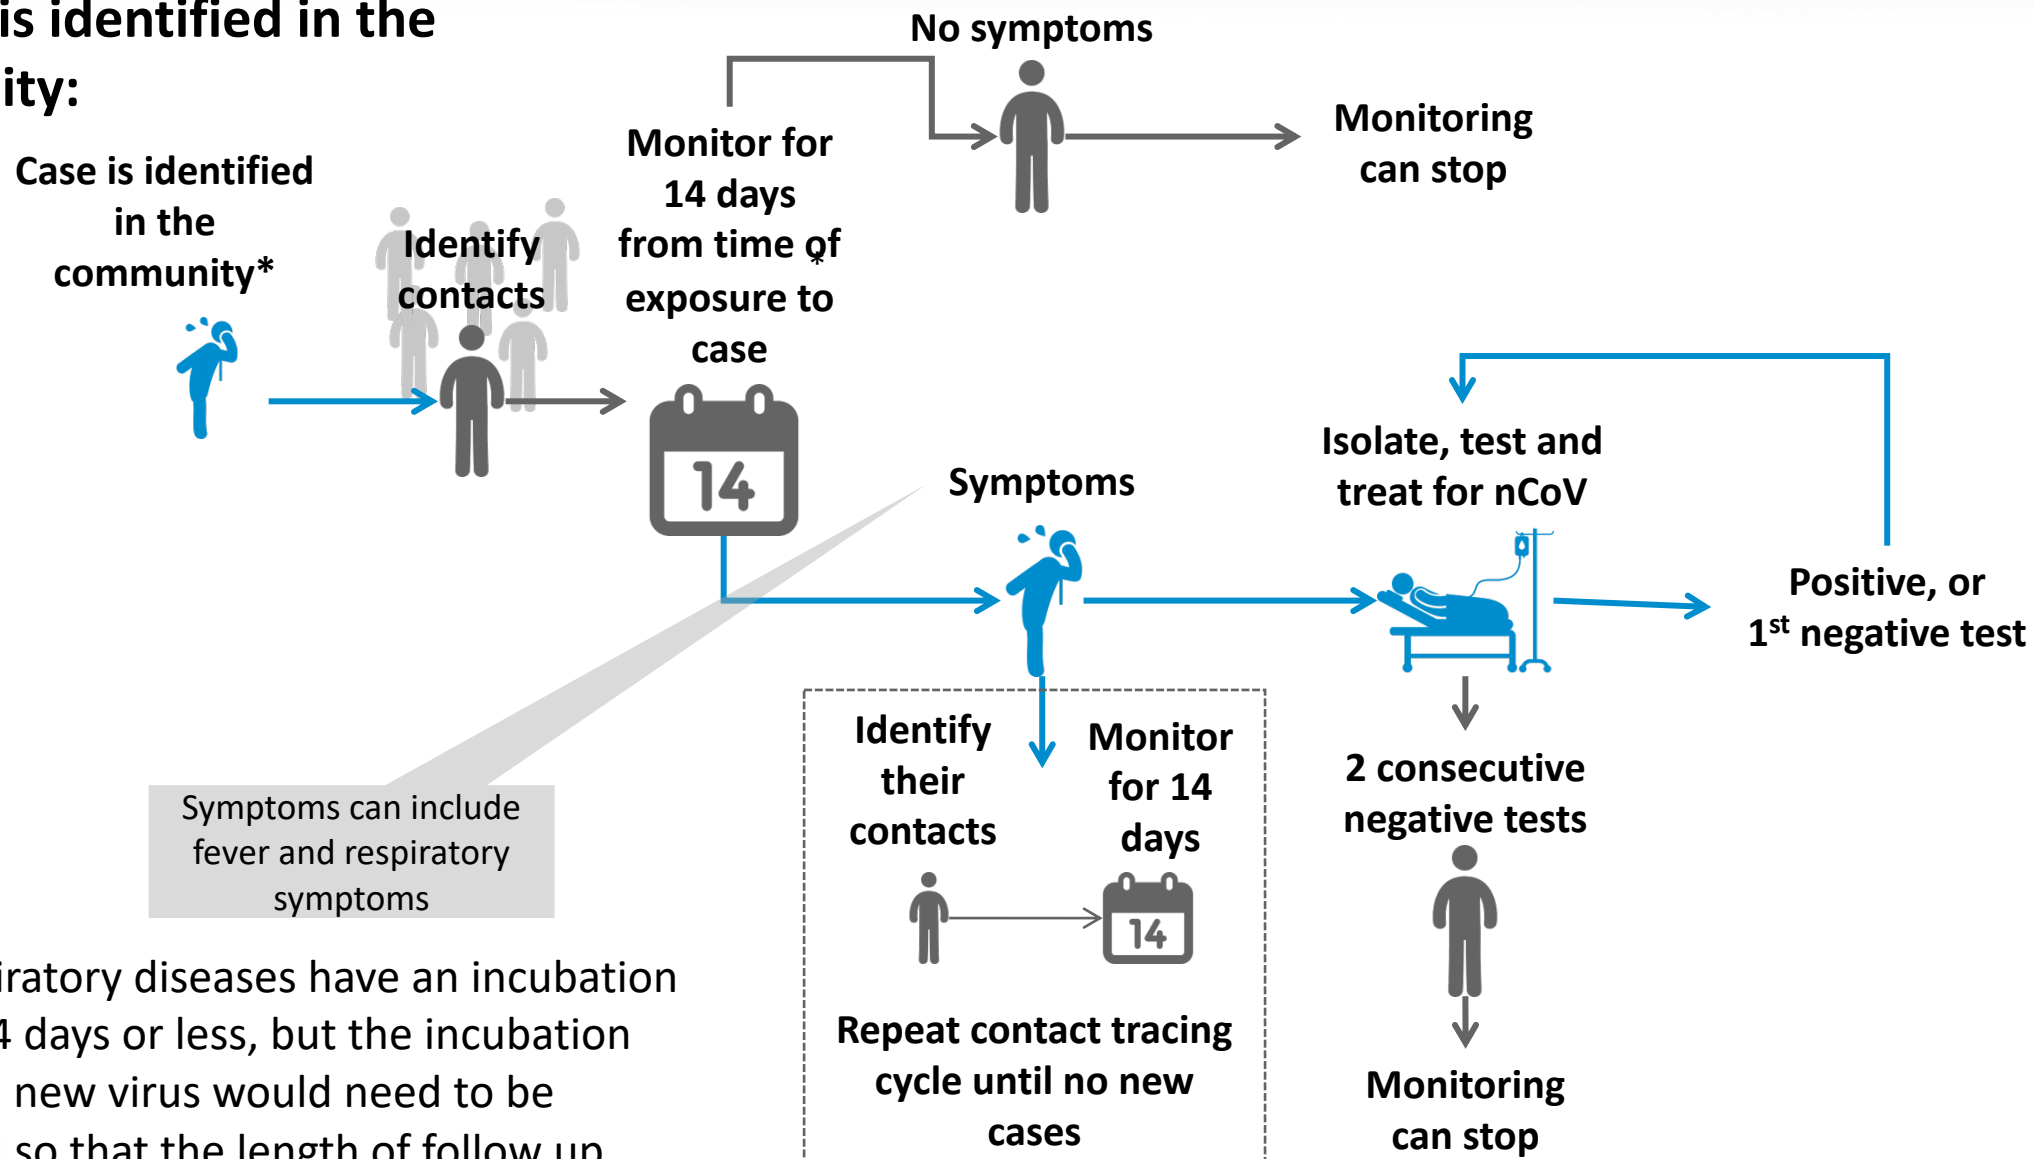 is identified in the
ity:
Case is identified
in the
community*
Identify
contacts
Monitor for
14 days
from time of
*
exposure to
case
14
No symptoms
Monitoring
can stop
Symptoms
Isolate, test and
treat for nCoV
Positive, or
1st negative test
Symptoms can include
fever and respiratory
symptoms
Identify
their
contacts
Monitor
for 14
days
14
Repeat contact tracing
cycle until no new
cases
2 consecutive
negative tests
Monitoring
can stop
iratory diseases have an incubation
4 days or less, but the incubation
new virus would need to be
so that the length of follow up